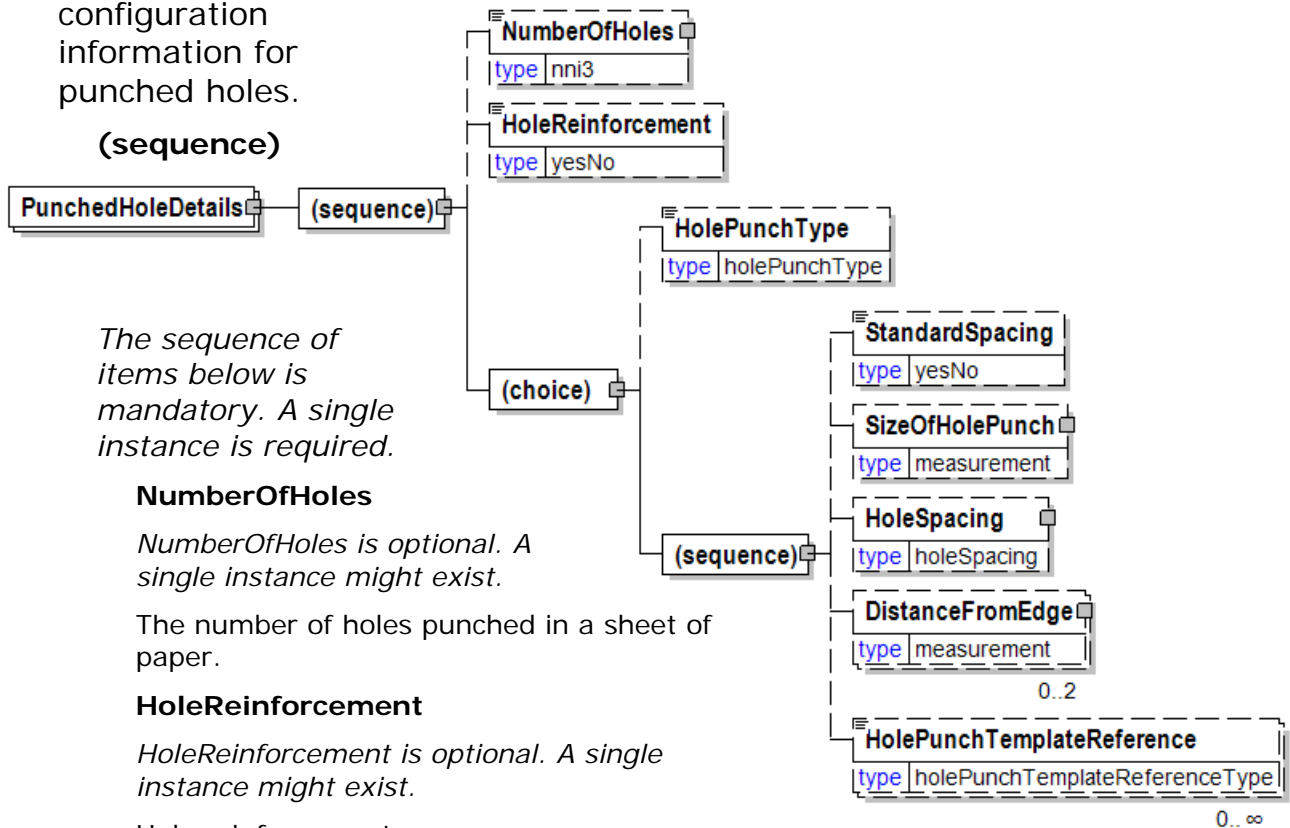 configuration
information for
punched holes.
(sequence)
PunchedHoleDetails
(sequence)
NumberOfHoles
type nni3
HoleReinforcement
type yesNo
HolePunchType
type holePunchType
(choice)
StandardSpacing
type yesNo
SizeOfHolePunch
type measurement
(sequence)
HoleSpacing
type holeSpacing
DistanceFromEdge
type measurement
0..2
HolePunchTemplateReference
type holePunchTemplateReferenceType
0..∞
The sequence of
items below is
mandatory. A single
instance is required.
NumberOfHoles
NumberOfHoles is optional. A
single instance might exist.
The number of holes punched in a sheet of
paper.
HoleReinforcement
HoleReinforcement is optional. A single
instance might exist.